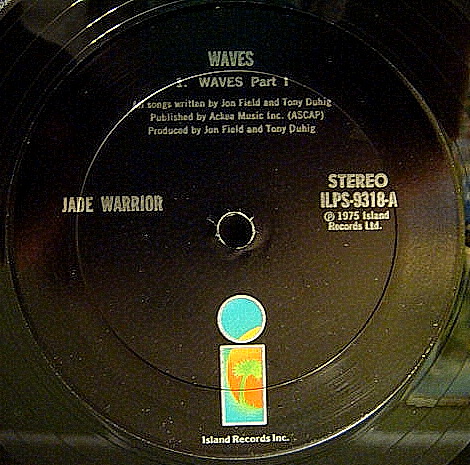 WAVES
1. WAVES Part 1
All songs written by Jon Field and Tony Duhig
Published by Ackee Music Inc. (ASCAP)
Produced by Jon Field and Tony Duhig
JADE WARRIOR
STEREO
ILPS-9318-A
℗ 1975 Island
Records Ltd.
i
Island Records Inc.